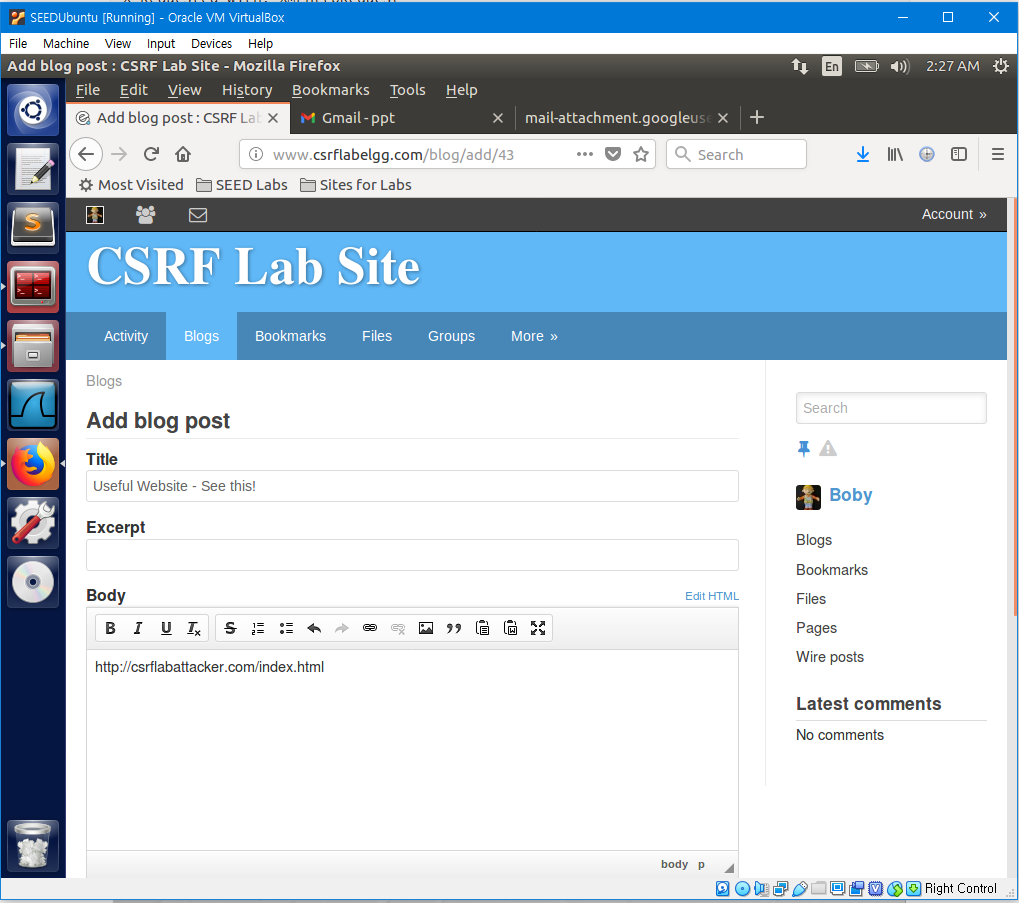 SEEDUbuntu [Running] - Oracle VM VirtualBox
File Machine View Input Devices Help
Add blog post : CSRF Lab Site - Mozilla Firefox En 2:27 AM
File Edit View History Bookmarks Tools Help
Add blog post : CSRF Lab Gmail - ppt mail-attachment.googleuse
www.csrflabelgg.com/blog/add/43 Search
Most Visited SEED Labs Sites for Labs
Account »
CSRF Lab Site
Activity Blogs Bookmarks Files Groups More »
Blogs
Add blog post
Title
Useful Website - See this!
Excerpt
Body Edit HTML
B I U Tx S
http://csrflabattacker.com/index.html
body p
Search
Boby
Blogs
Bookmarks
Files
Pages
Wire posts
Latest comments
No comments
Right Control